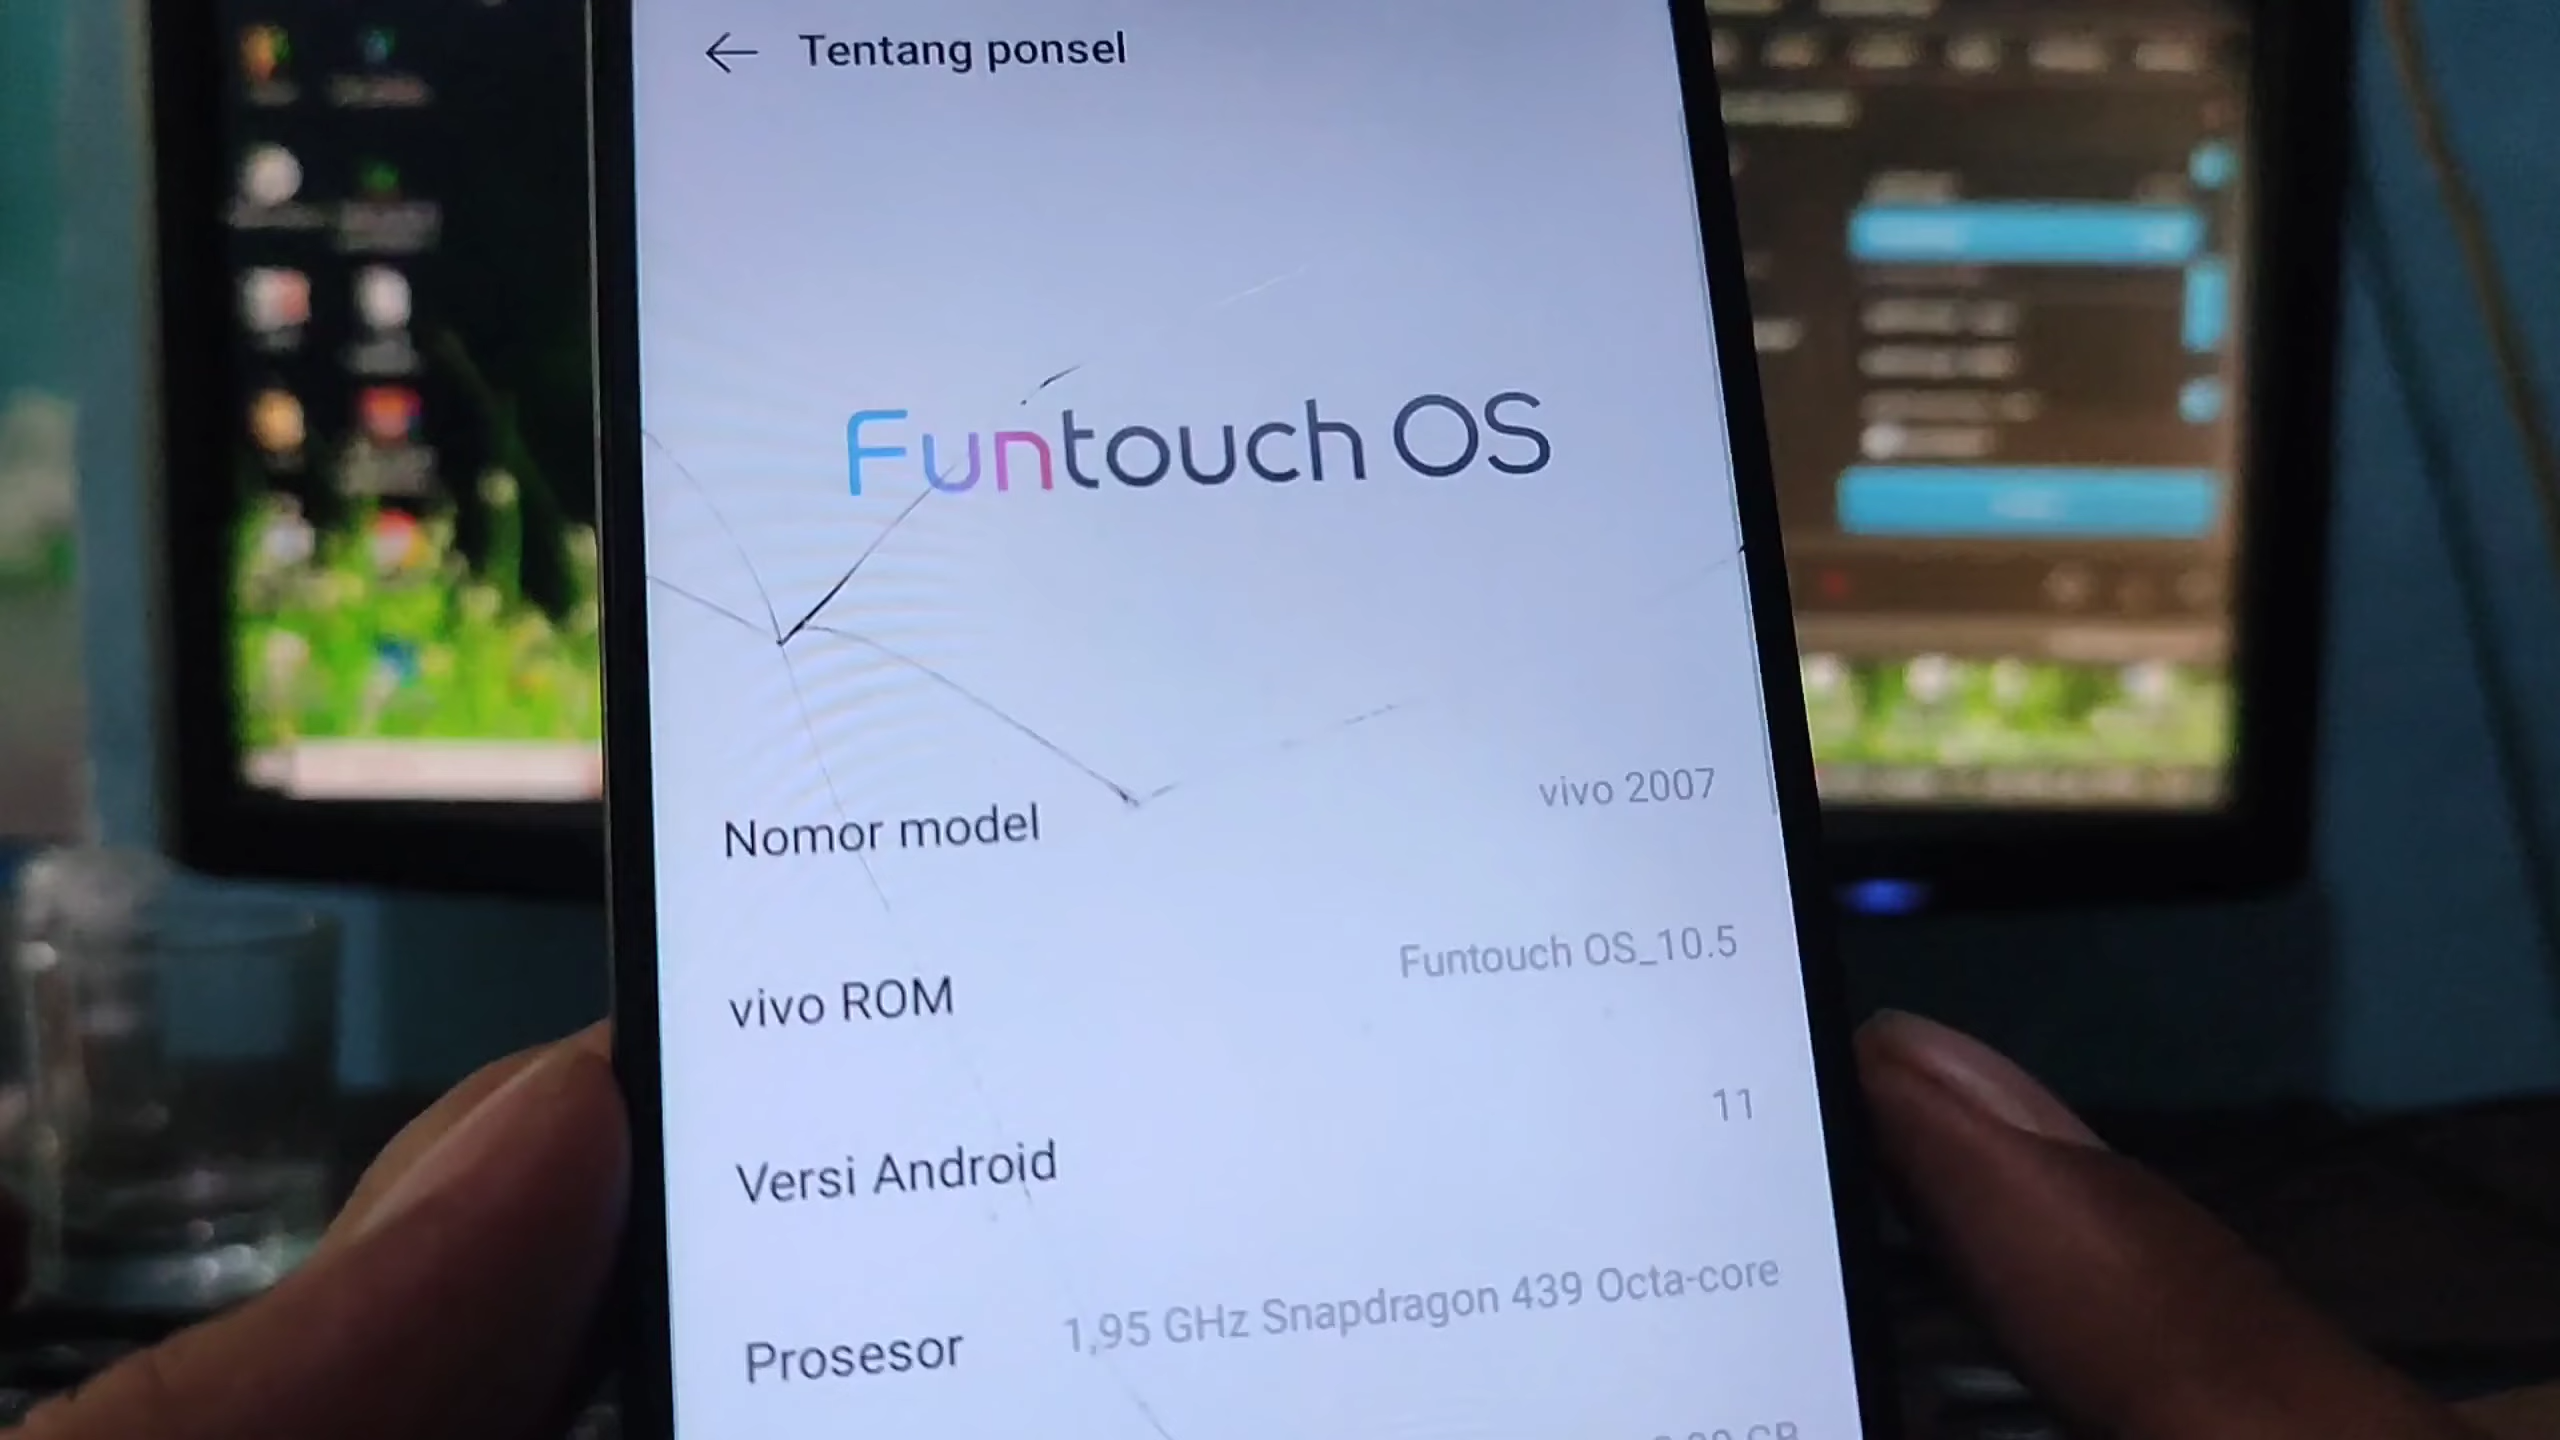 Tentang ponsel
Funtouch OS
Nomor model vivo 2007
vivo ROM Funtouch OS_10.5
Versi Android 11
Prosesor 1,95 GHz Snapdragon 439 Octa-core
GB